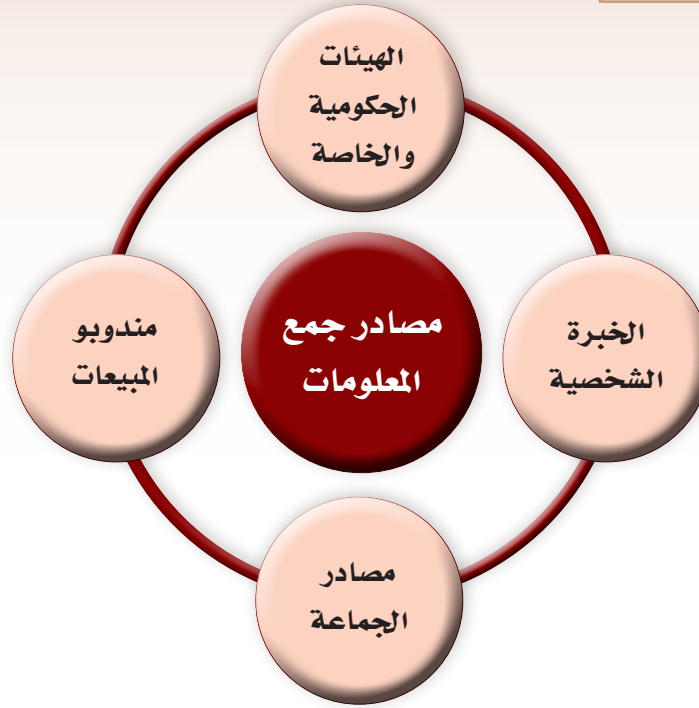 الهيئات
الحكومية
والخاصة
مصادر جمع
المعلومات
الخبرة
الشخصية
مندوبو
المبيعات
مصادر
الجماعة